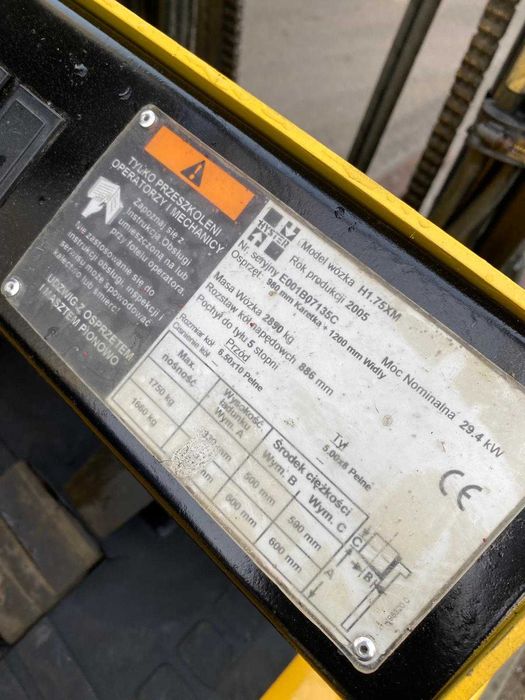 TYLKO PRZESZKOLENI
OPERATORZY I MECHANICY
Zapoznaj się z
Instrukcją Obsługi
umieszczoną na lub
przy fotelu operatora.
Nie zastosowanie się do
instrukcji obsługi, inspekcji i
serwisu może spowodować
kalectwo lub śmierć!
UCZINIĆ Z OSPRZĘTEM
I MASZTEM PIONOWO
HYSTER
Model wózka H1.75XM
Rok produkcji 2005
Moc Nominalna 29.4 kW
Nr. seryjny E001B07135C
Osprzęt: 980 mm Karetka + 1200 mm Widły
Masa Wózka 2890 kg
Rozstaw kół napędowych 886 mm
Pochył do tyłu 5 stopni
Przód Tył
Rozmiar kół 6.50x10 Pełne 5.00x8 Pełne
Ciśnienie kół
Max. nośność Wysokość ładunku Środek ciężkości
Wym. A Wym. B Wym. C
1750 kg 500 mm 590 mm
1660 kg 600 mm 600 mm
C
B
A
CE